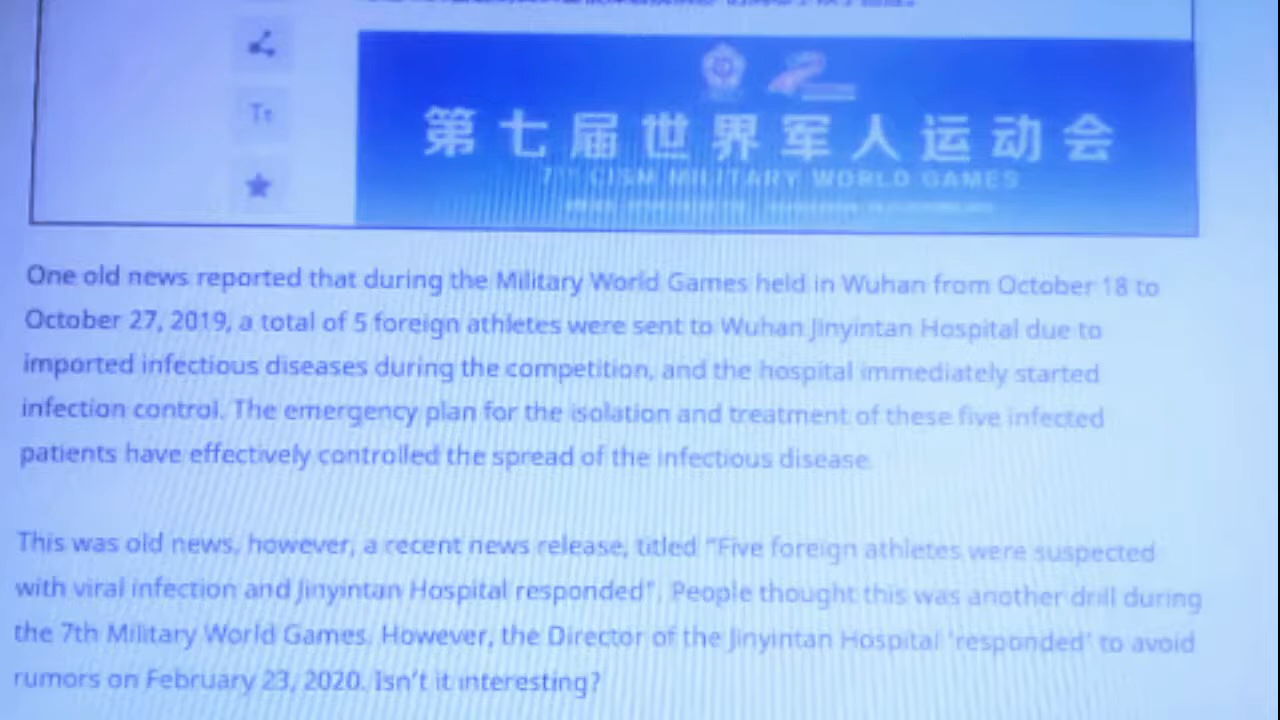 Tt
第七届世界军人运动会
7TH CISM MILITARY WORLD GAMES
One old news reported that during the Military World Games held in Wuhan from October 18 to
October 27, 2019, a total of 5 foreign athletes were sent to Wuhan Jinyintan Hospital due to
imported infectious diseases during the competition, and the hospital immediately started
infection control. The emergency plan for the isolation and treatment of these five infected
patients have effectively controlled the spread of the infectious disease.
This was old news, however, a recent news release, titled "Five foreign athletes were suspected
with viral infection and Jinyintan Hospital responded". People thought this was another drill during
the 7th Military World Games. However, the Director of the Jinyintan Hospital 'responded' to avoid
rumors on February 23, 2020. Isn't it interesting?